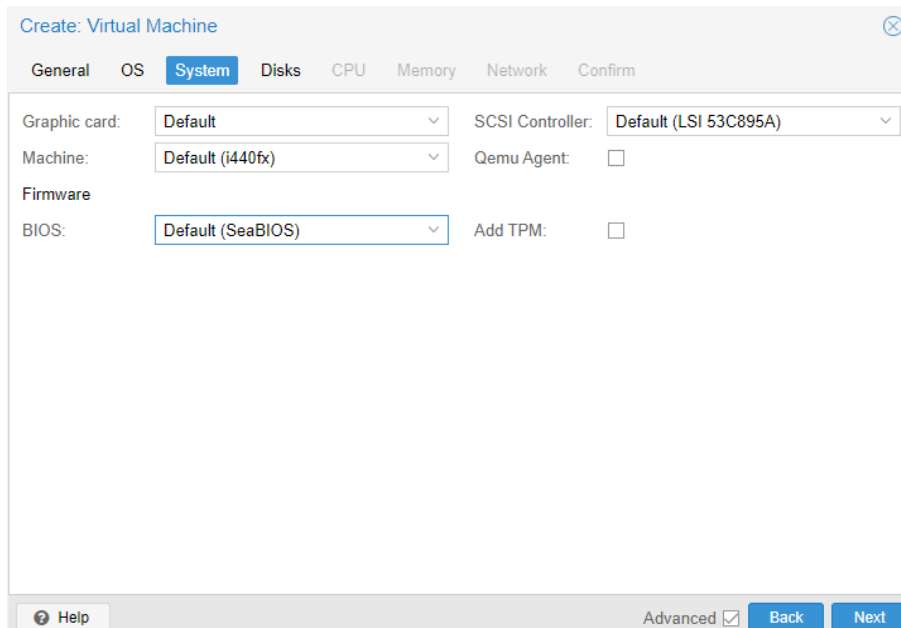 Create: Virtual Machine
General OS System Disks CPU Memory Network Confirm
Graphic card: Default SCSI Controller: Default (LSI 53C895A)
Machine: Default (i440fx) Qemu Agent:
Firmware
BIOS: Default (SeaBIOS) Add TPM:
Help Advanced Back Next